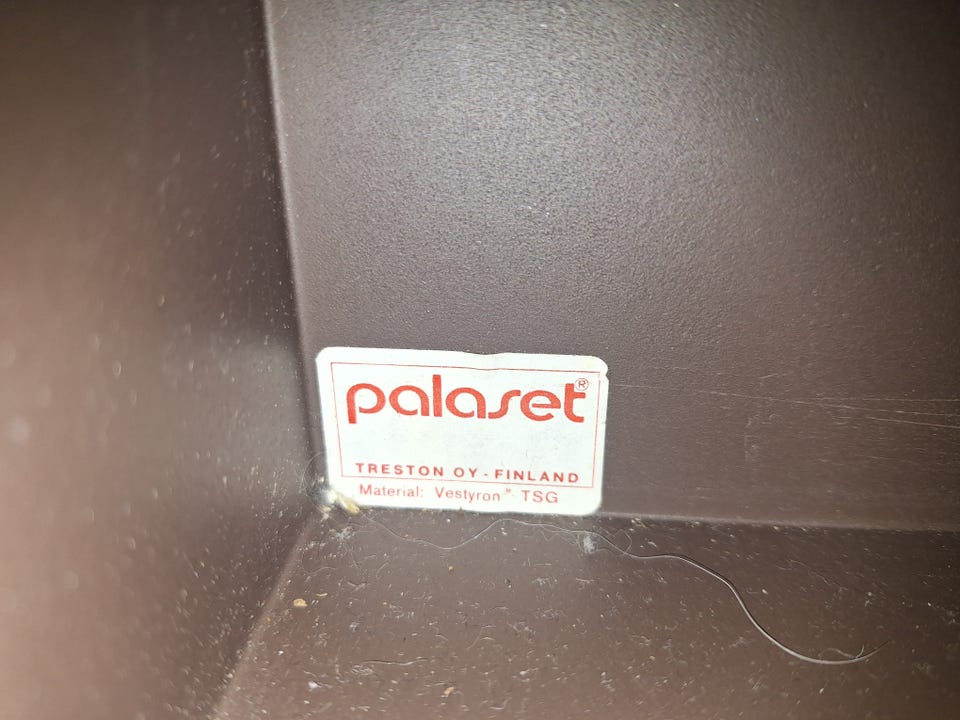 palaset®
TRESTON OY - FINLAND
Material: Vestyron® TSG